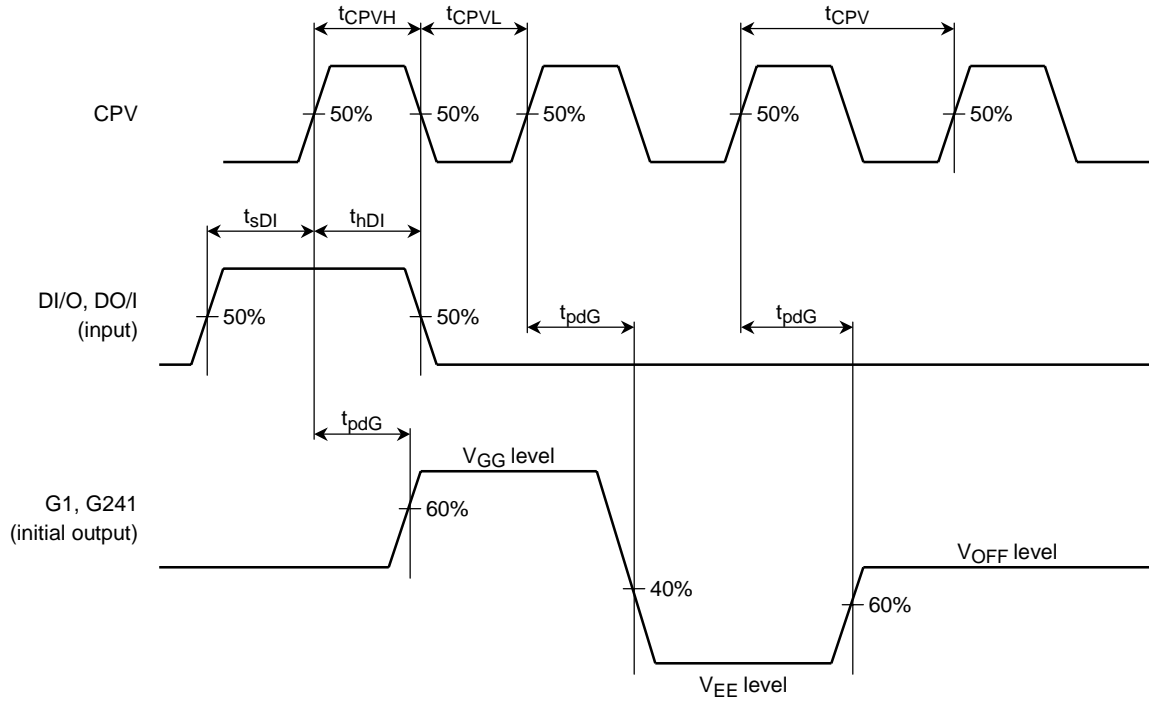 tCPVH
tCPVL
tCPV
CPV
50%
50%
50%
50%
50%
tsDI
thDI
DI/O, DO/I
(input)
50%
50%
tpdG
tpdG
tpdG
VGG level
G1, G241
(initial output)
60%
VOFF level
40%
60%
VEE level